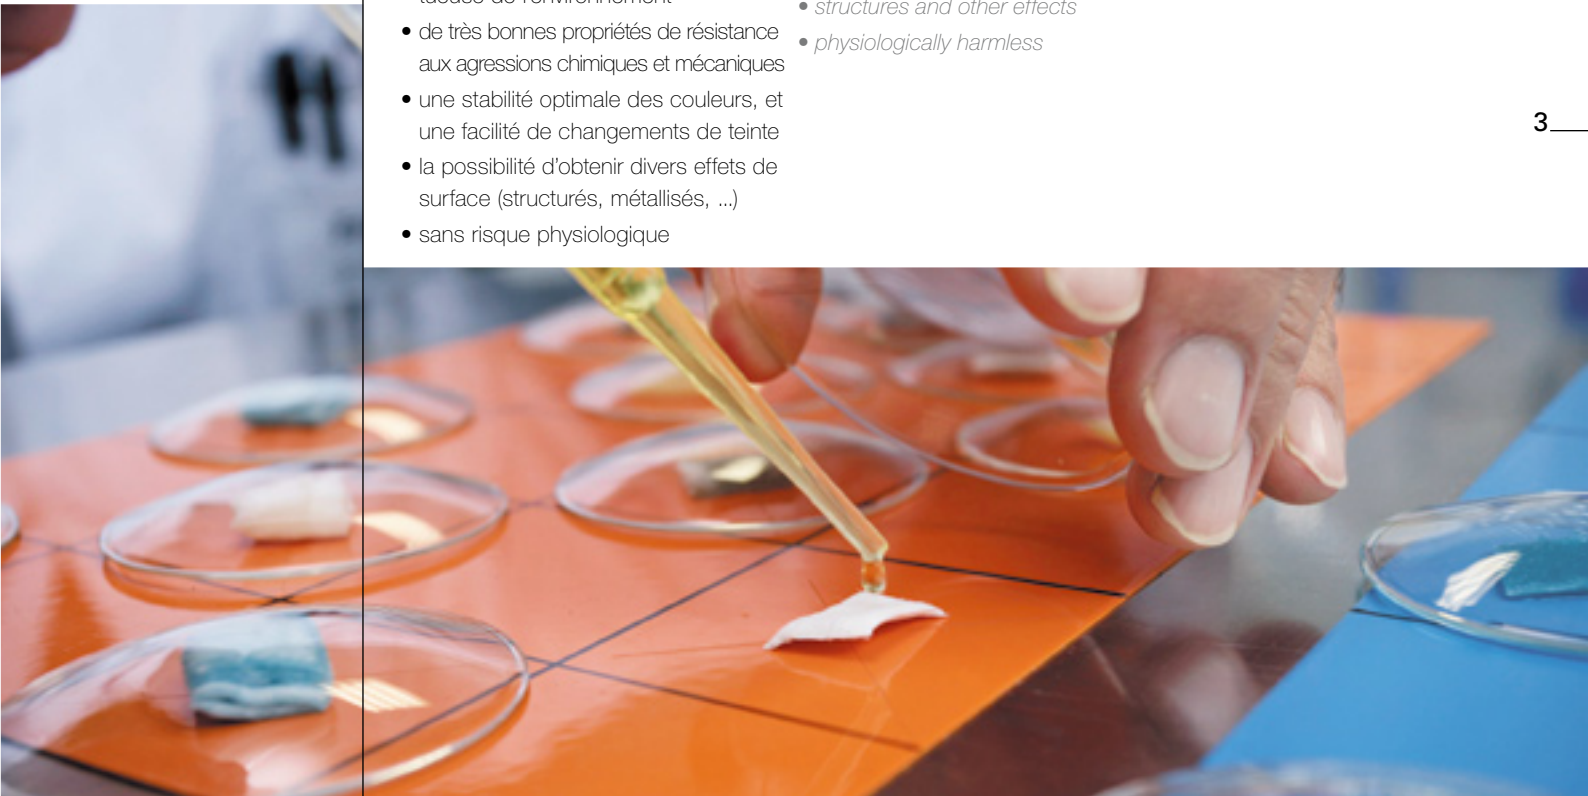 de très bonnes propriétés de résistance
aux agressions chimiques et mécaniques
• une stabilité optimale des couleurs, et
une facilité de changements de teinte
• la possibilité d'obtenir divers effets de
surface (structurés, métallisés, ...)
• sans risque physiologique
• structures and other effects
• physiologically harmless
3
H